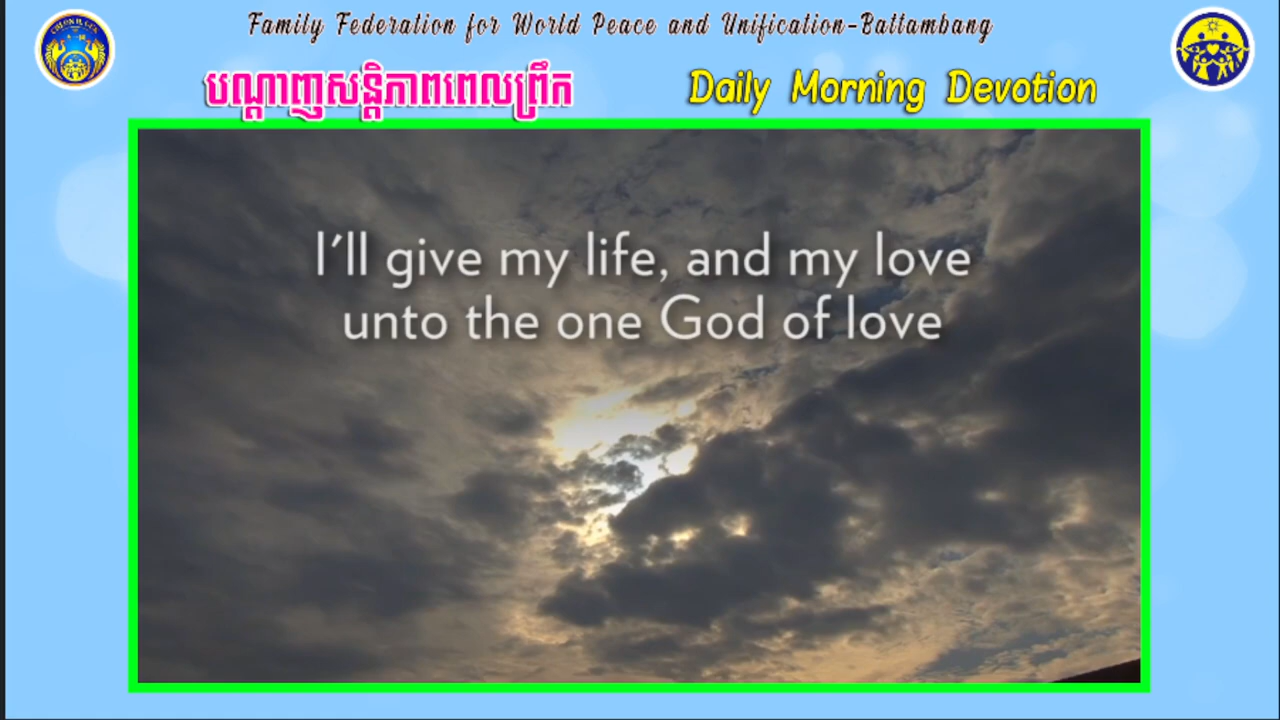 Family Federation for World Peace and Unification-Battambang
បណ្តាញសន្តិភាពពេលព្រឹក
Daily Morning Devotion
I'll give my life, and my love
unto the one God of love